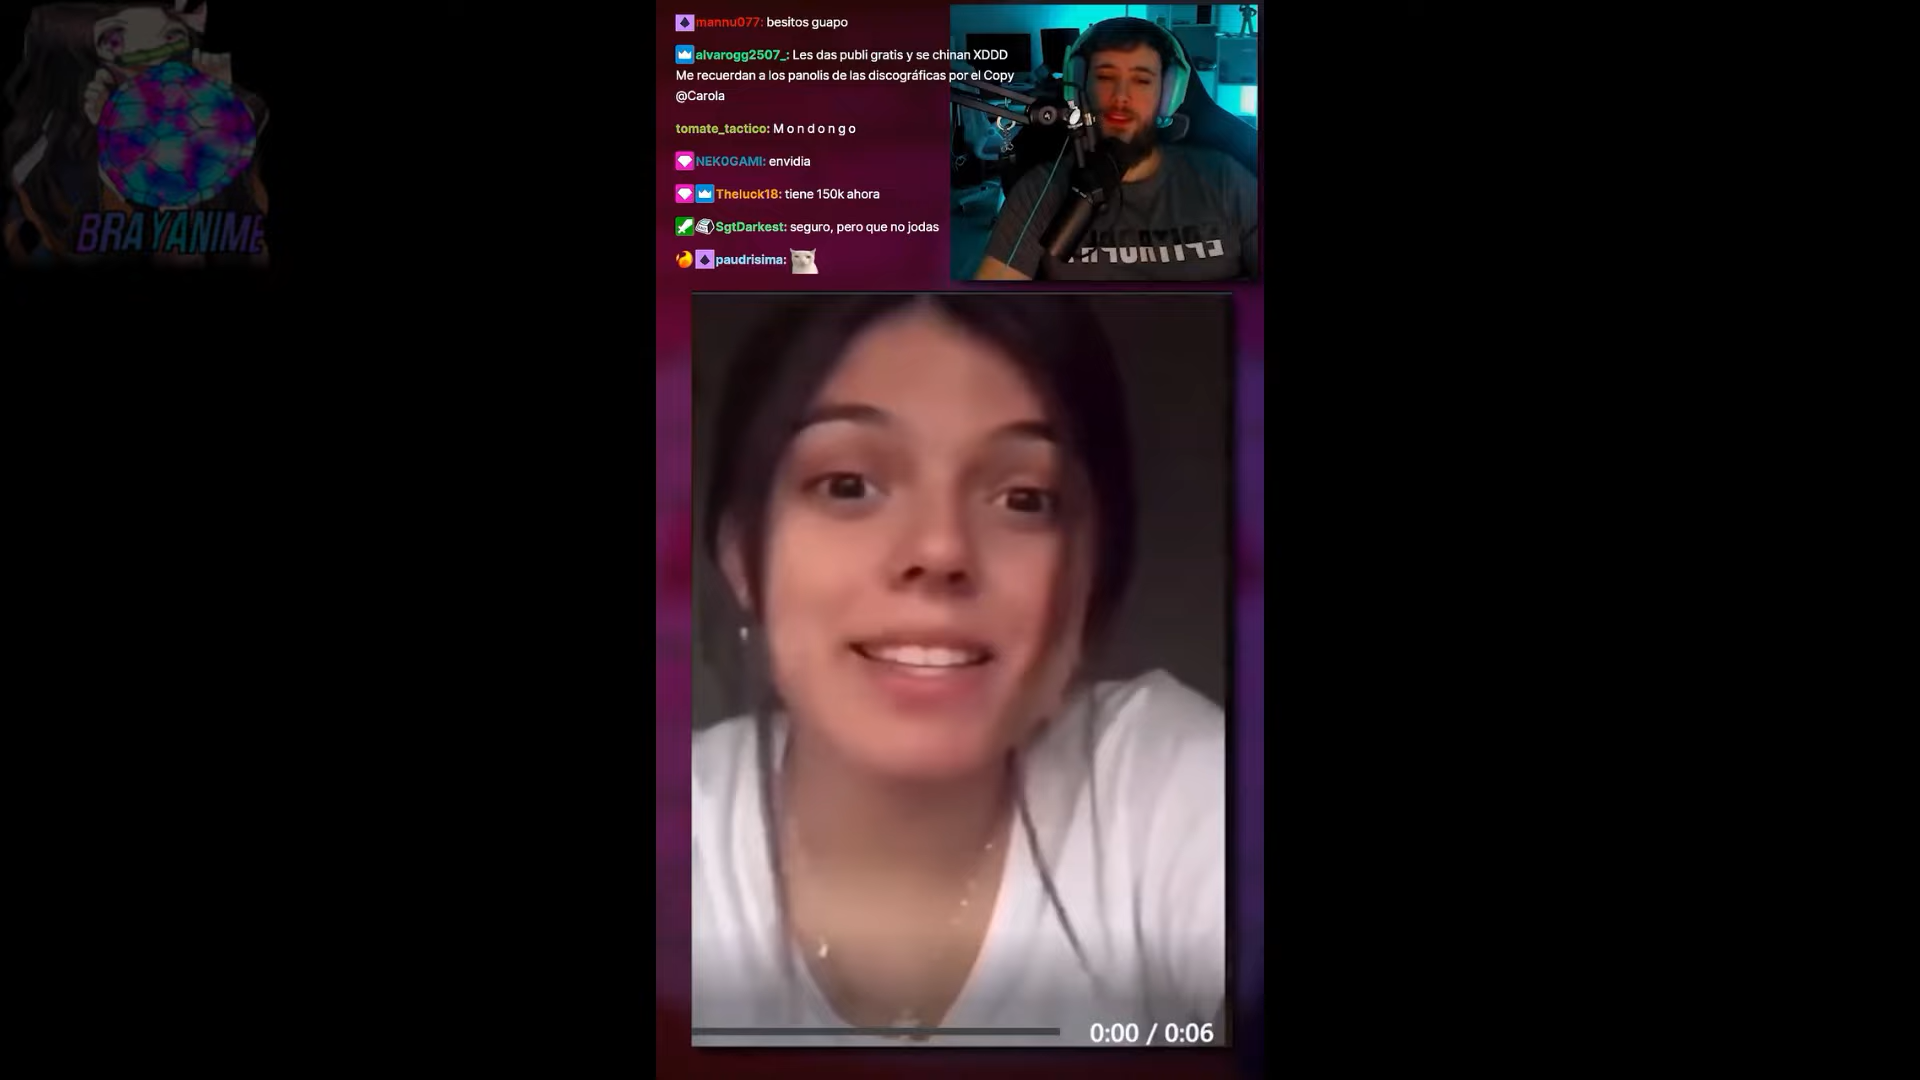 mannu077: besitos guapo
alvarogg2507_: Les das publi gratis y se chinan XDDD
Me recuerdan a los panolis de las discográficas por el Copy
@Carola
tomate_tactico: M o n d o n g o
NEK0GAMI: envidia
Theluck18: tiene 150k ahora
SgtDarkest: seguro, pero que no jodas
paudrisima:
BRAYANIME
0:00 / 0:06